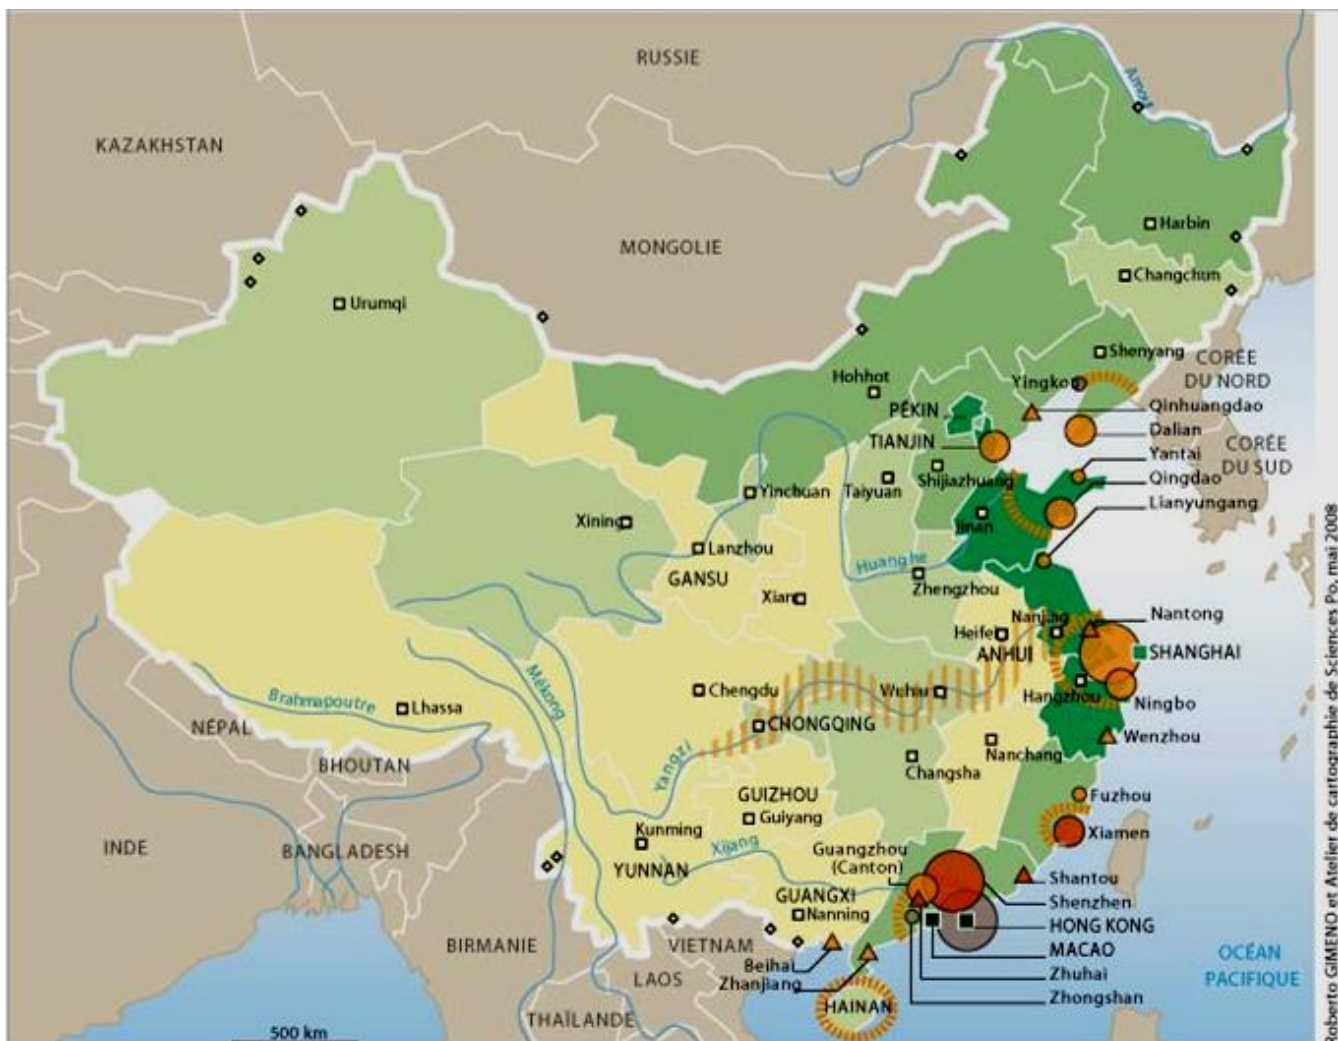 RUSSIE
Amour
KAZAKHSTAN
MONGOLIE
Harbin
Changchun
Urumqi
Shenyang
CORÉE
DU NORD
Hohhot
Yingkou
PÉKIN
Qinhuangdao
TIANJIN
Dalian
CORÉE
DU SUD
Yantai
Shijiazhuang
Qingdao
Yinchuan
Taiyuan
Lianyungang
Xining
Jinan
Lanzhou
Huanghe
GANSU
Zhengzhou
Xian
Nanjing
Nantong
Heifei
ANHUI
SHANGHAI
Mékong
Chengdu
Wuhan
Hangzhou
Ningbo
Brahmapoutre
Lhassa
CHONGQING
NÉPAL
Yangzi
Wenzhou
Nanchang
BHOUTAN
Changsha
GUIZHOU
Fuzhou
Guiyang
Kunming
Xiamen
INDE
BANGLADESH
Xijang
Guangzhou
(Canton)
YUNNAN
Shantou
GUANGXI
Shenzhen
Nanning
HONG KONG
BIRMANIE
VIETNAM
MACAO
OCÉAN
PACIFIQUE
Beihai
Zhuhai
LAOS
Zhanjiang
Zhongshan
HAINAN
THAÏLANDE
500 km
Roberto GIMENO et Atelier de cartographie de Sciences Po, mai 2008